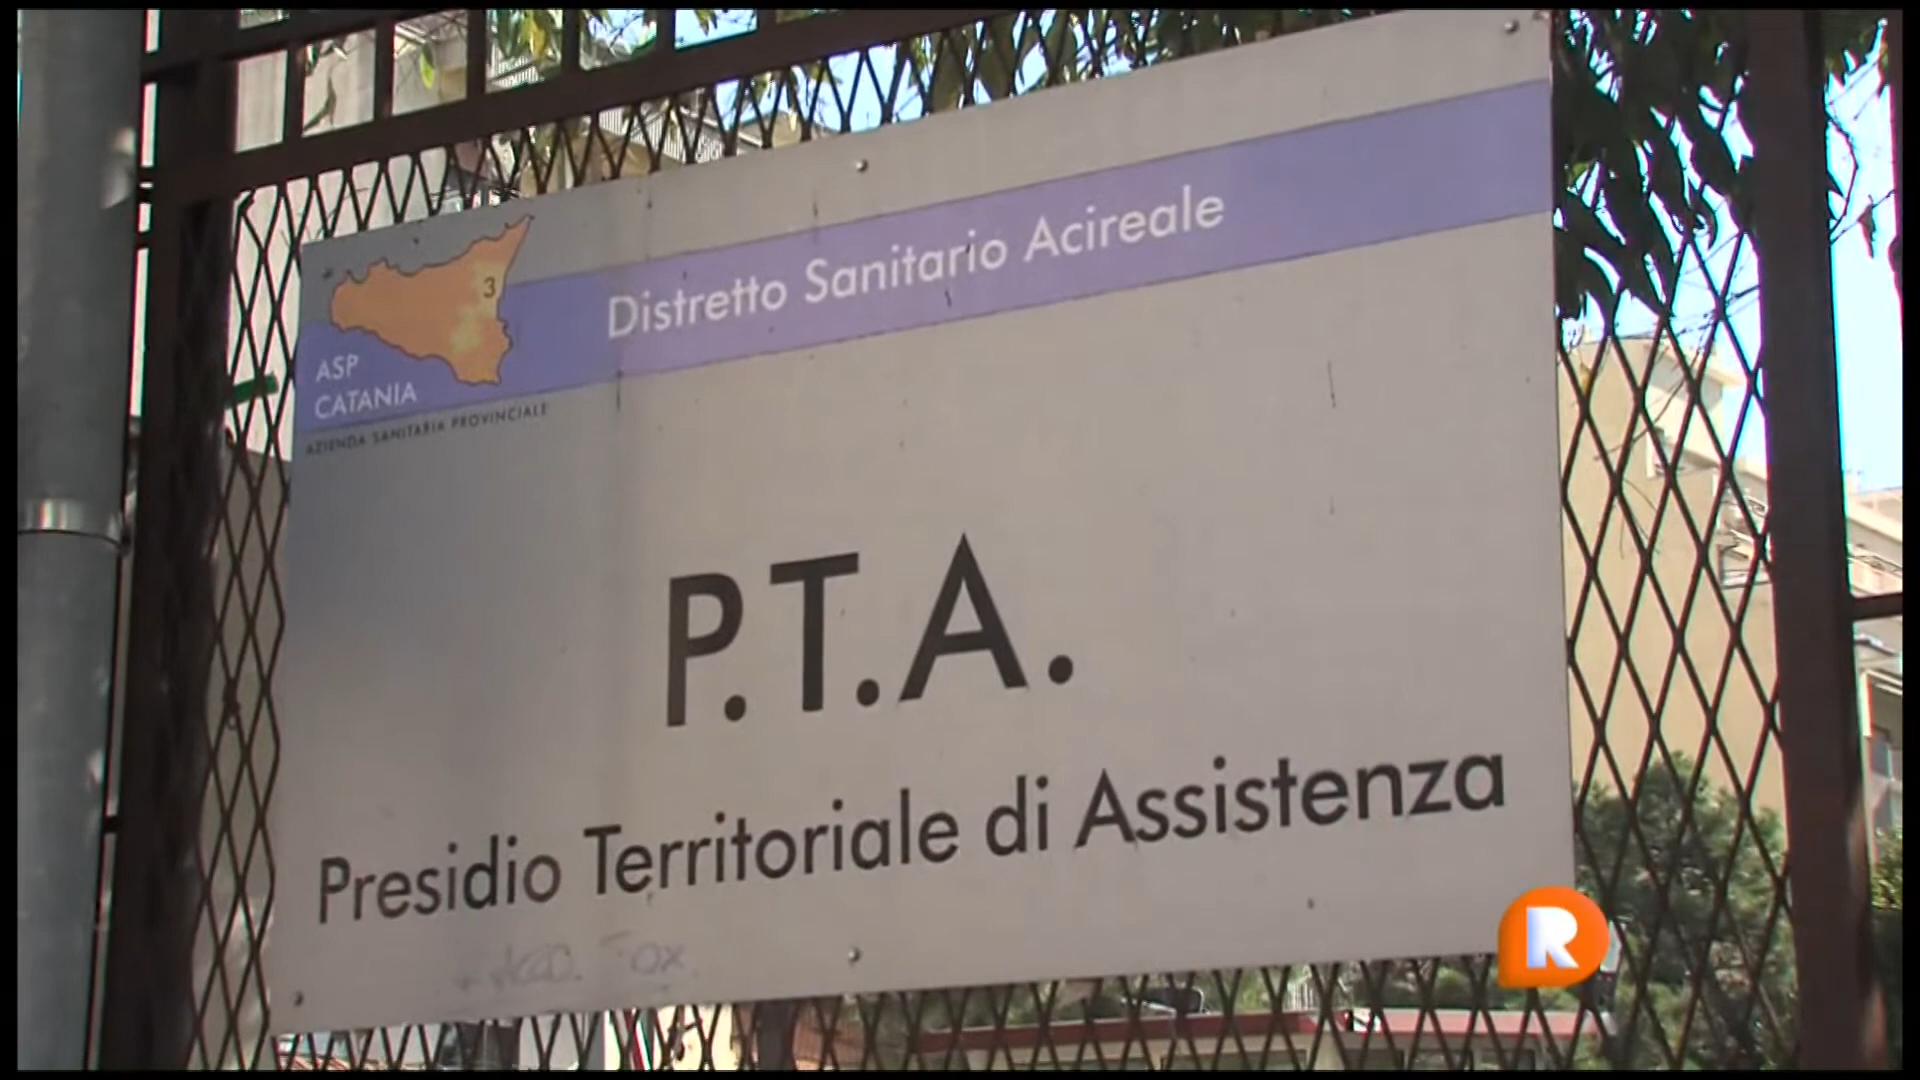 Distretto Sanitario Acireale
3
ASP
CATANIA
AZIENDA SANITARIA PROVINCIALE
P.T.A.
Presidio Territoriale di Assistenza
R